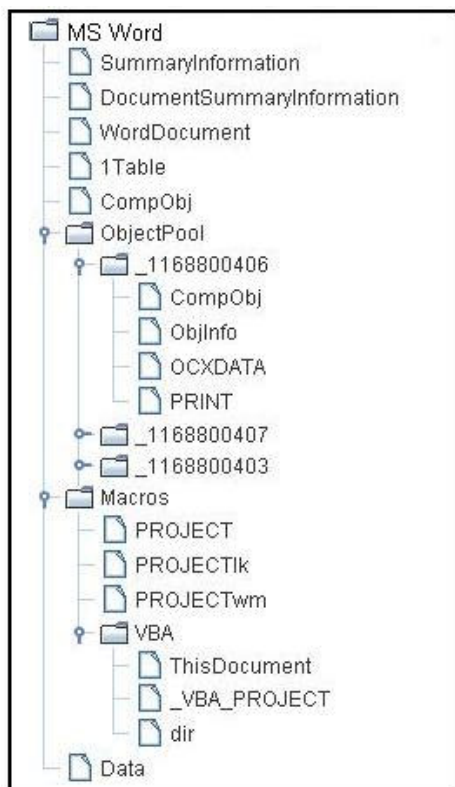 MS Word
SummaryInformation
DocumentSummaryInformation
WordDocument
1Table
CompObj
ObjectPool
_1168800406
CompObj
ObjInfo
OCXDATA
PRINT
_1168800407
_1168800403
Macros
PROJECT
PROJECTlk
PROJECTwm
VBA
ThisDocument
_VBA_PROJECT
dir
Data